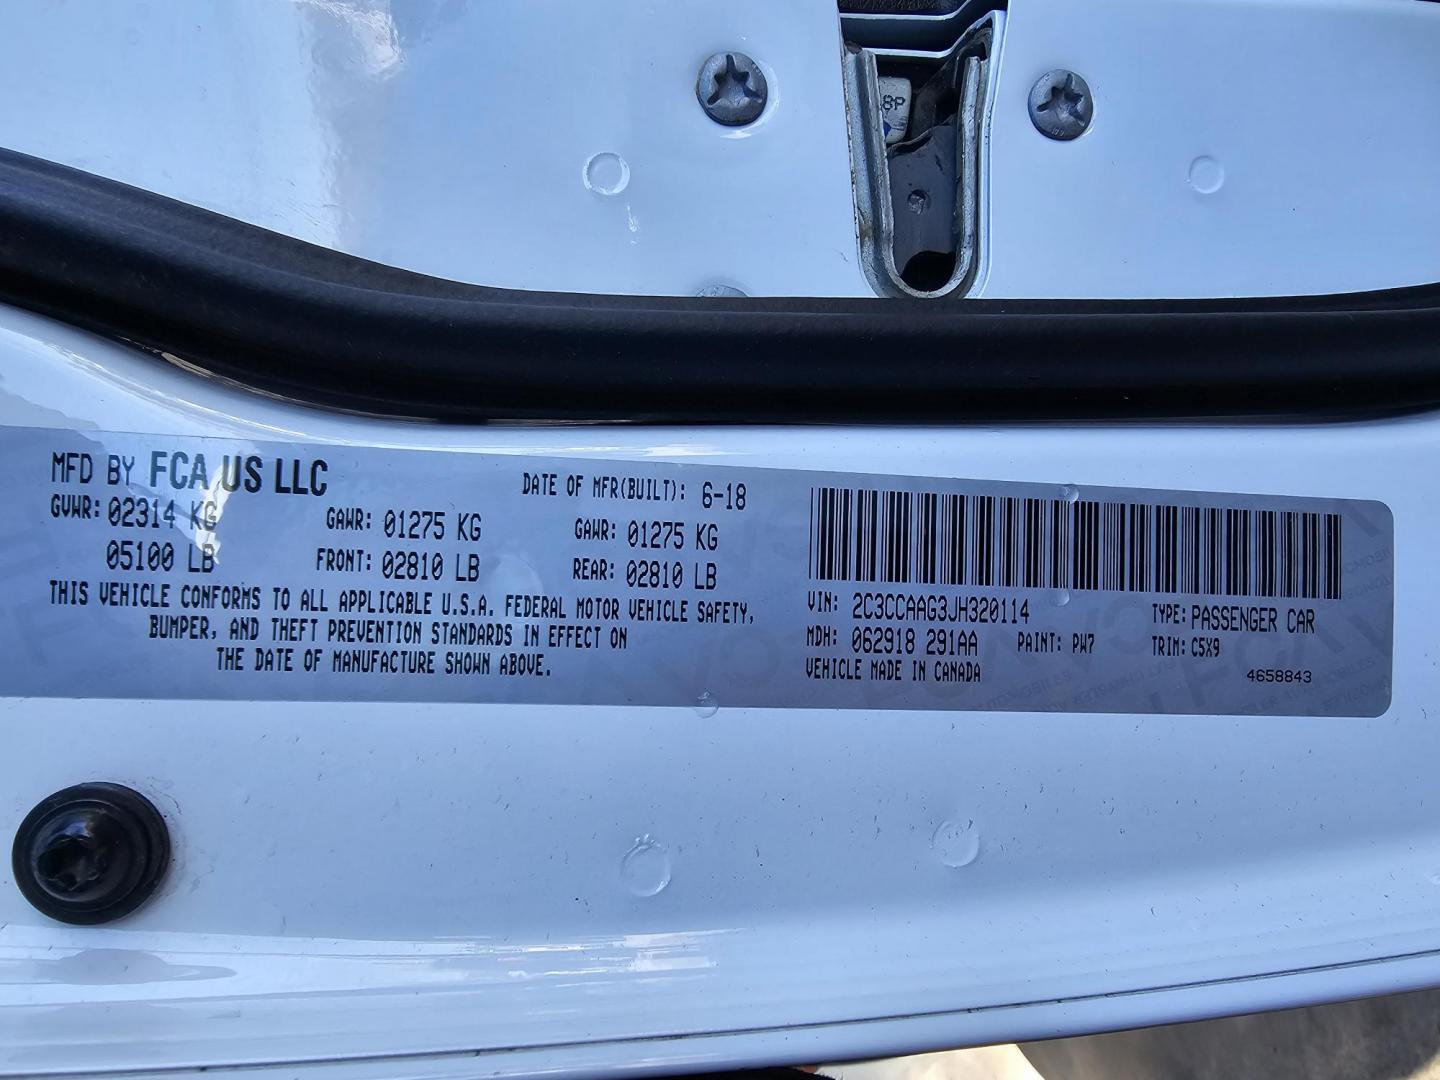 8P
MFD BY FCA US LLC
DATE OF MFR(BUILT): 6-18
GVWR: 02314 KG
05100 LB
GAWR: 01275 KG
FRONT: 02810 LB
GAWR: 01275 KG
REAR: 02810 LB
THIS VEHICLE CONFORMS TO ALL APPLICABLE U.S.A. FEDERAL MOTOR VEHICLE SAFETY,
BUMPER, AND THEFT PREVENTION STANDARDS IN EFFECT ON
THE DATE OF MANUFACTURE SHOWN ABOVE.
VIN: 2C3CCAAG3JH320114
TYPE: PASSENGER CAR
MDH: 062918 291AA
PAINT: PW7
TRIM: C5X9
VEHICLE MADE IN CANADA
4658843